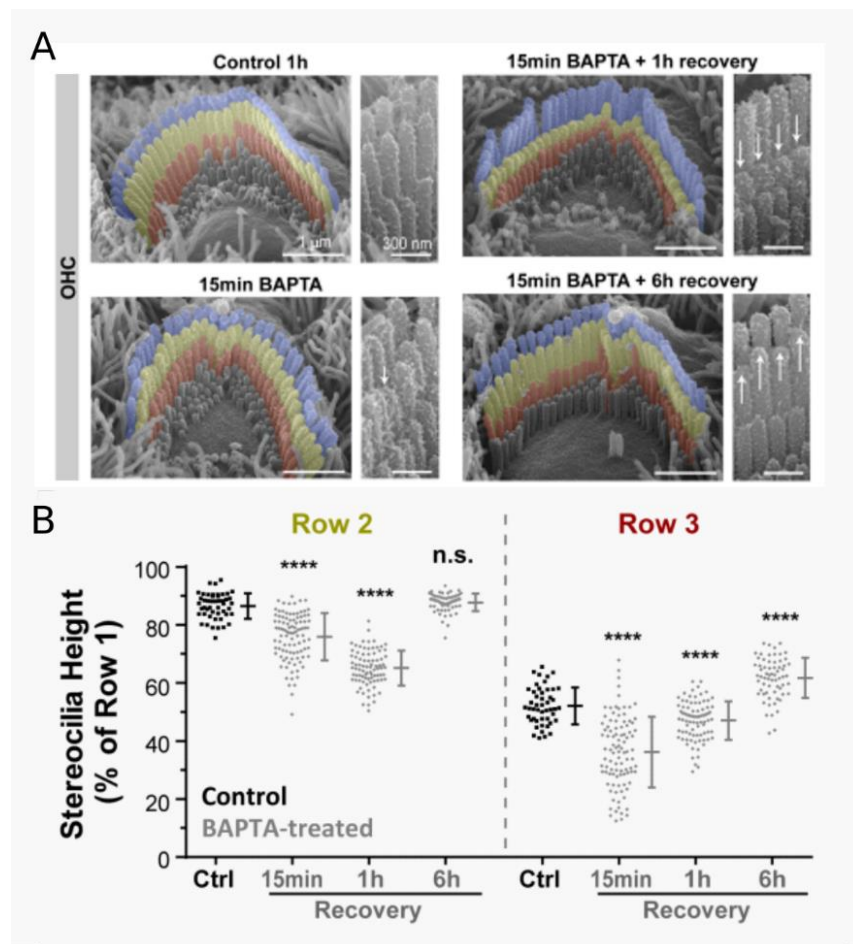 A
Control 1h
15min BAPTA + 1h recovery
OHC
1 μm
300 nm
15min BAPTA
15min BAPTA + 6h recovery
B
Row 2
Row 3
Stereocilia Height
(% of Row 1)
100
80
60
40
20
0
****
****
n.s.
****
****
****
Control
BAPTA-treated
Ctrl
15min
1h
6h
Recovery
Ctrl
15min
1h
6h
Recovery